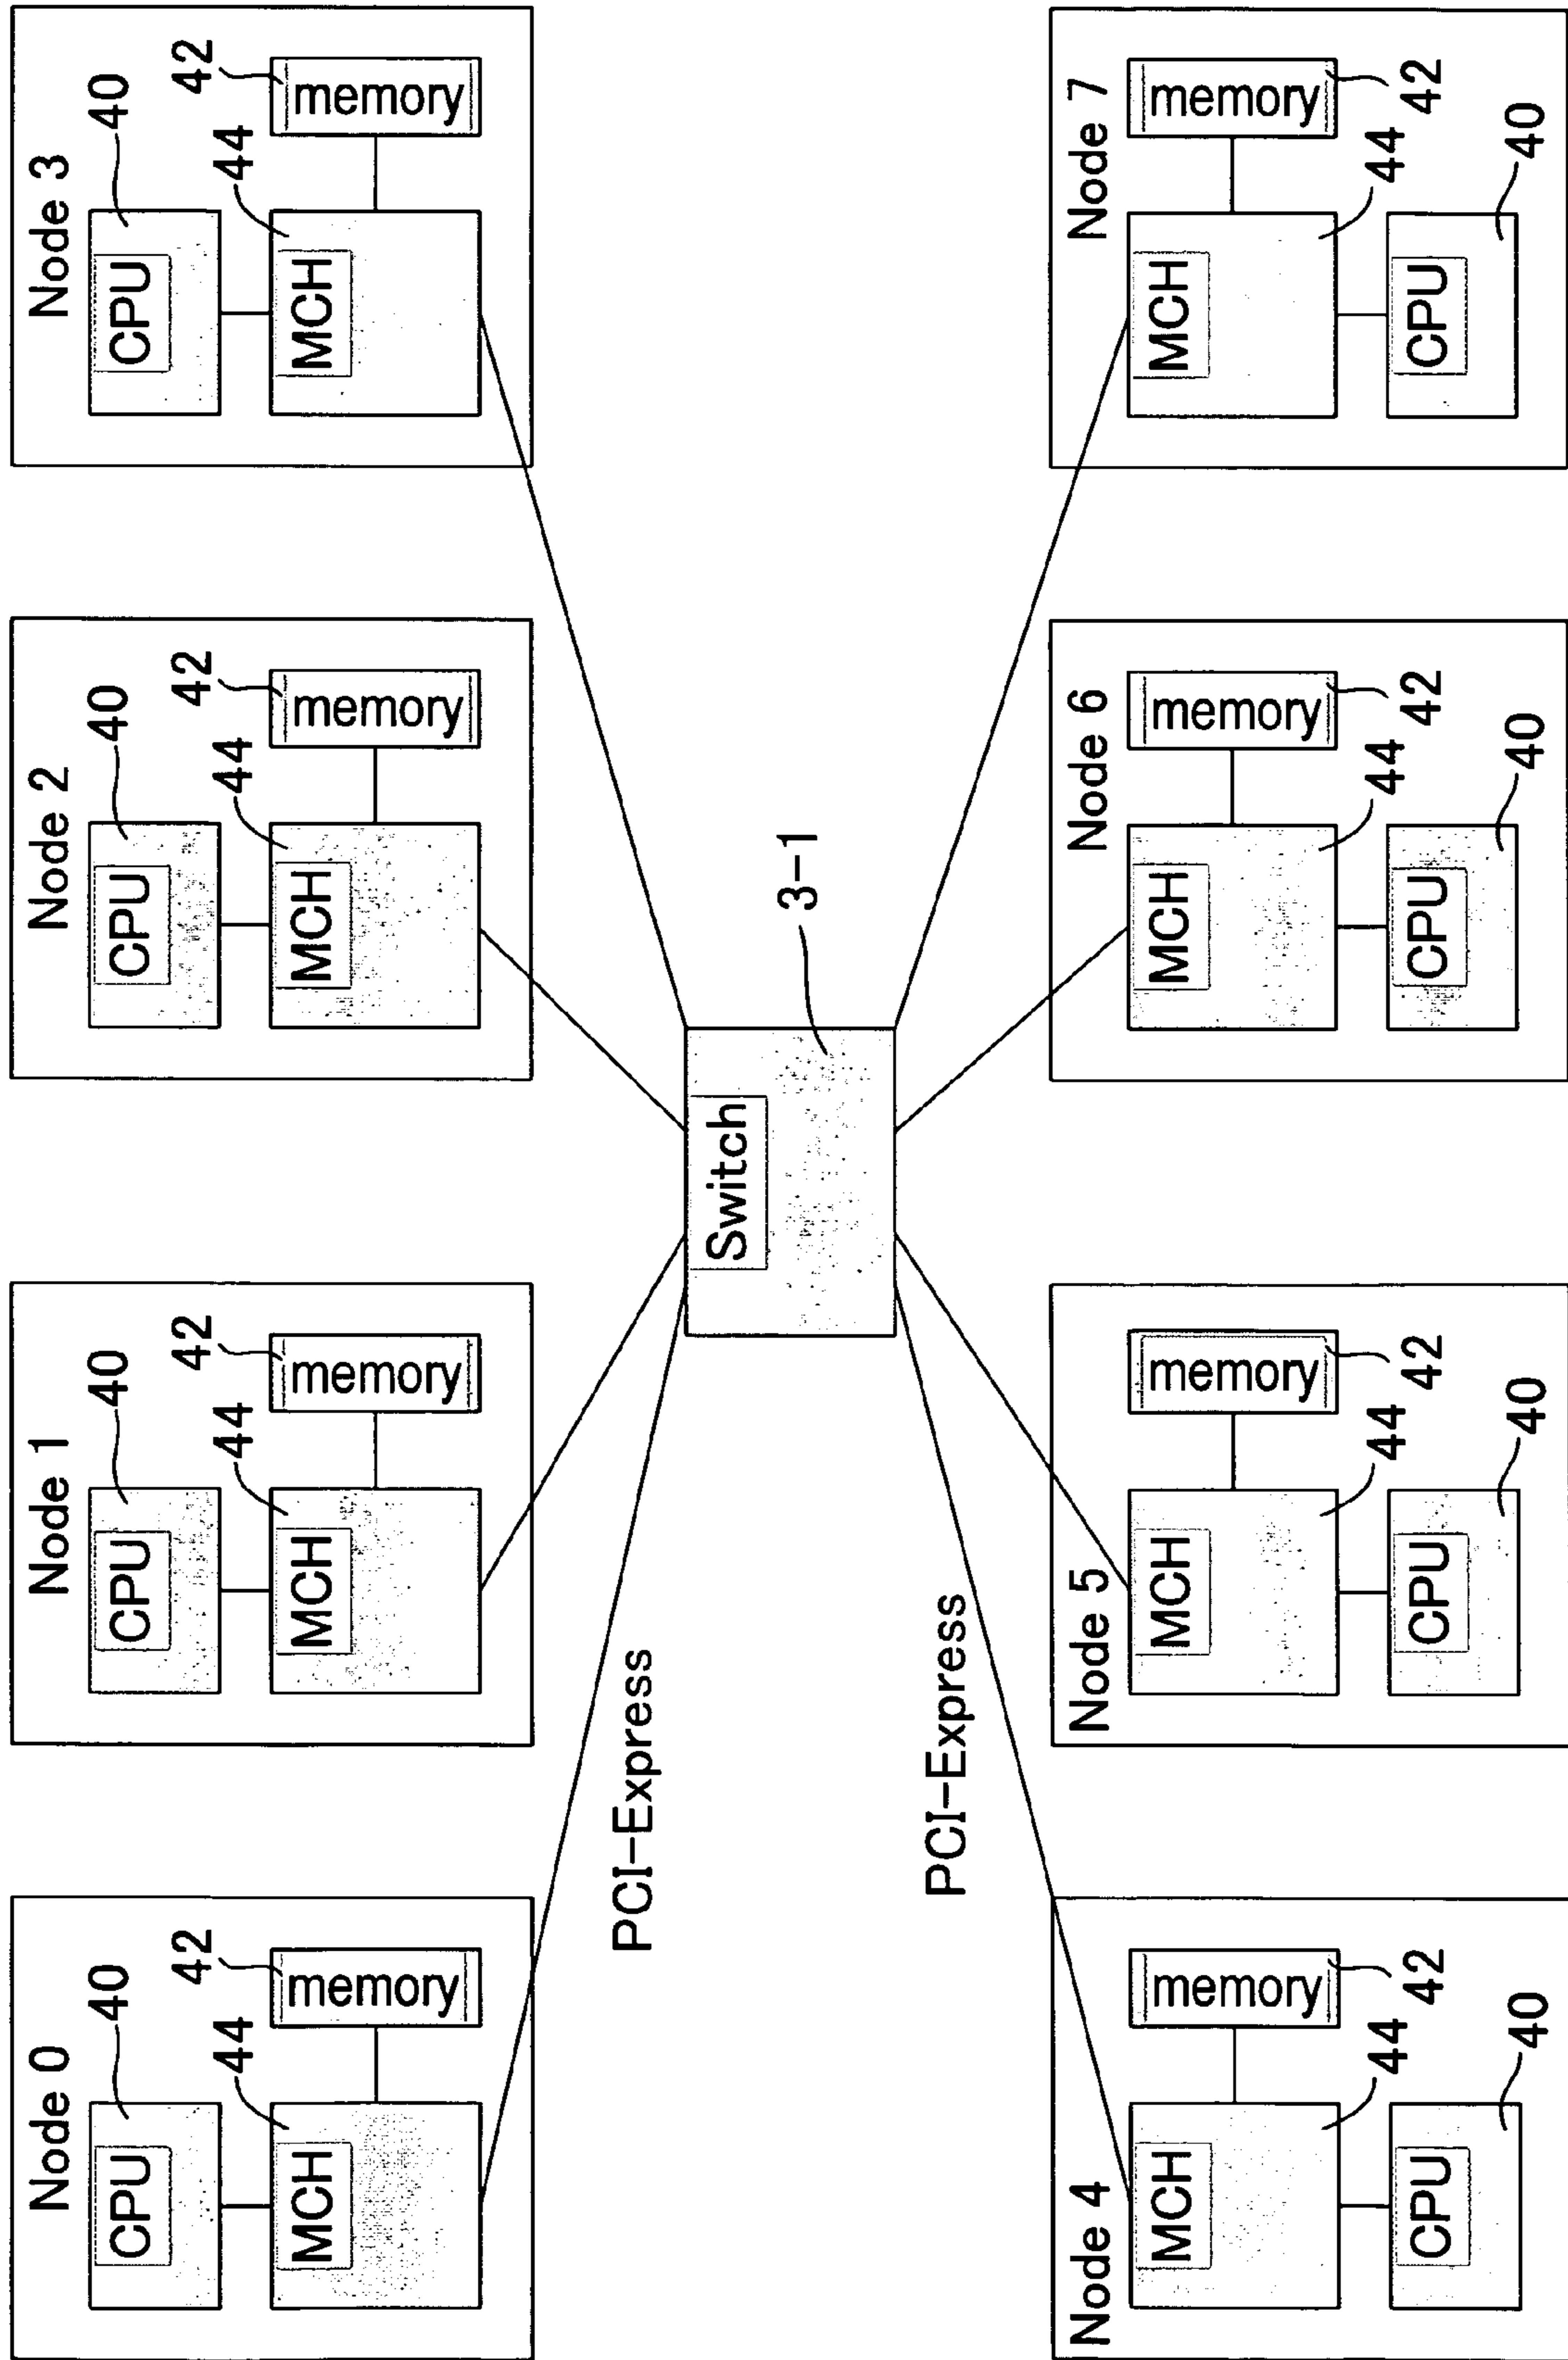 Node 0
CPU
40
44
42
MCH
memory
Node 1
CPU
40
44
42
MCH
memory
Node 2
CPU
40
44
42
MCH
memory
Node 3
CPU
40
44
42
MCH
memory
PCI-Express
Switch
3-1
PCI-Express
Node 4
MCH
memory
44
42
CPU
40
Node 5
MCH
memory
44
42
CPU
40
Node 6
MCH
memory
44
42
CPU
40
Node 7
MCH
memory
44
42
CPU
40